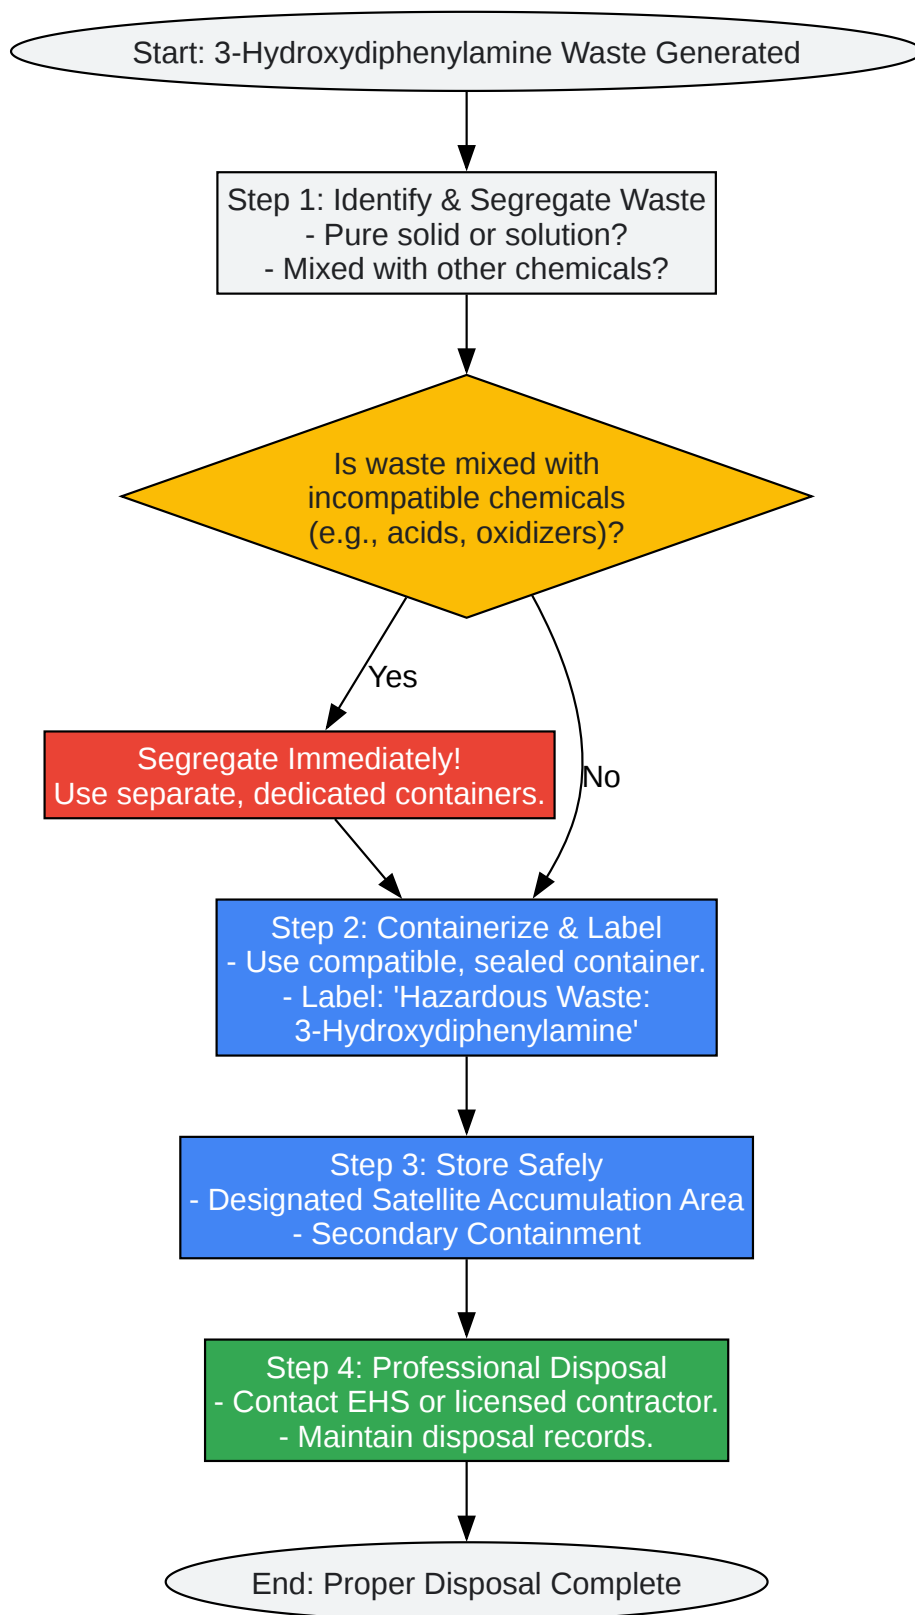 Start: 3-Hydroxydiphenylamine Waste Generated
Step 1: Identify & Segregate Waste
- Pure solid or solution?
- Mixed with other chemicals?
Is waste mixed with
incompatible chemicals
(e.g., acids, oxidizers)?
Yes
Segregate Immediately!
Use separate, dedicated containers.
No
Step 2: Containerize & Label
- Use compatible, sealed container.
- Label: 'Hazardous Waste:
3-Hydroxydiphenylamine'
Step 3: Store Safely
- Designated Satellite Accumulation Area
- Secondary Containment
Step 4: Professional Disposal
- Contact EHS or licensed contractor.
- Maintain disposal records.
End: Proper Disposal Complete